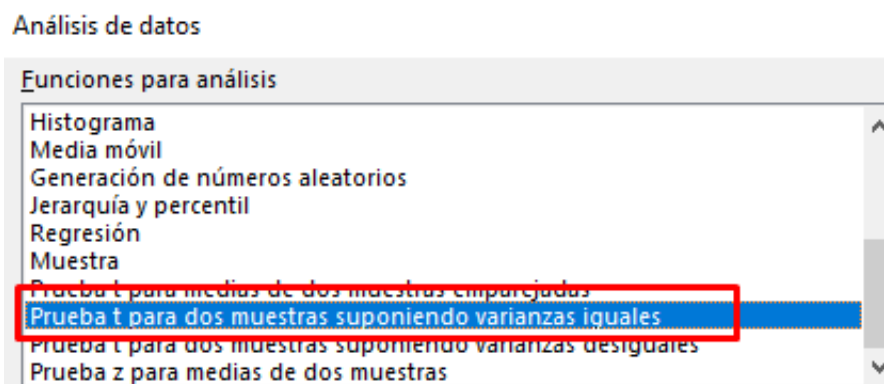 Análisis de datos
Funciones para análisis
Histograma
Media móvil
Generación de números aleatorios
Jerarquía y percentil
Regresión
Muestra
Prueba t para medias de dos muestras emparejadas
Prueba t para dos muestras suponiendo varianzas iguales
Prueba t para dos muestras suponiendo varianzas desiguales
Prueba z para medias de dos muestras